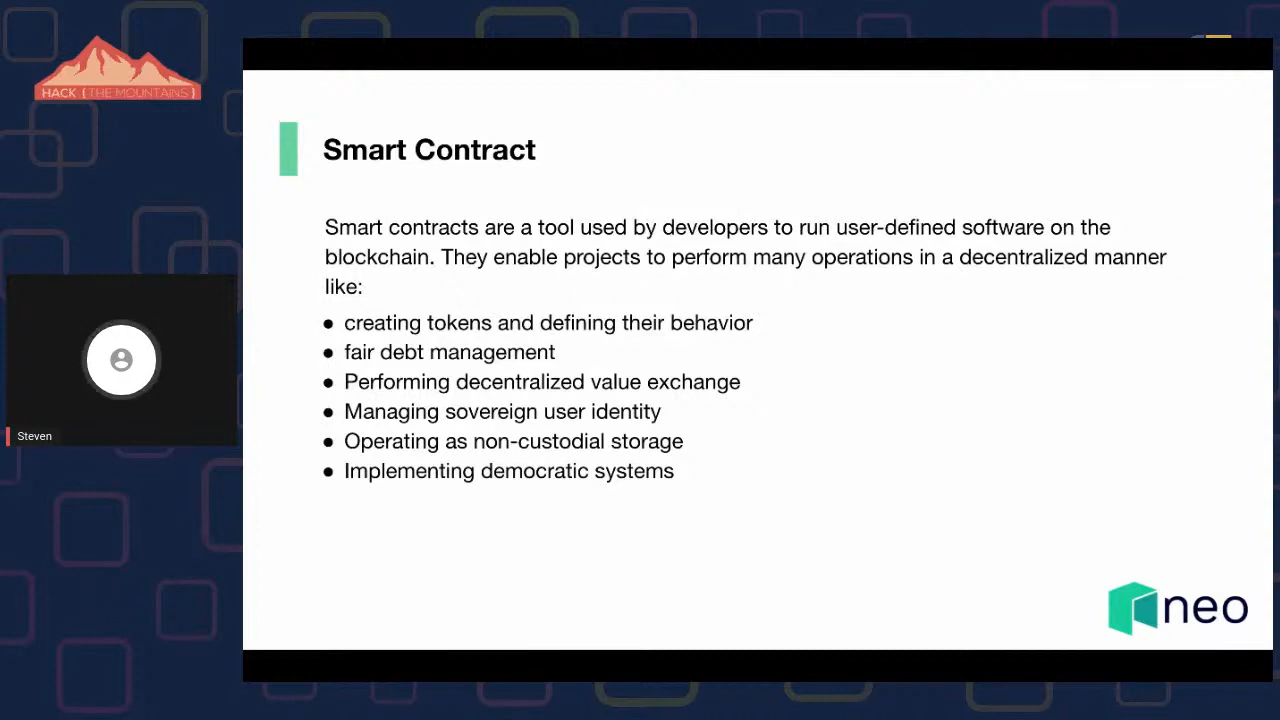 HACK {THE MOUNTAINS}
Smart Contract
Smart contracts are a tool used by developers to run user-defined software on the
blockchain. They enable projects to perform many operations in a decentralized manner
like:
● creating tokens and defining their behavior
● fair debt management
● Performing decentralized value exchange
● Managing sovereign user identity
● Operating as non-custodial storage
● Implementing democratic systems
Steven
neo